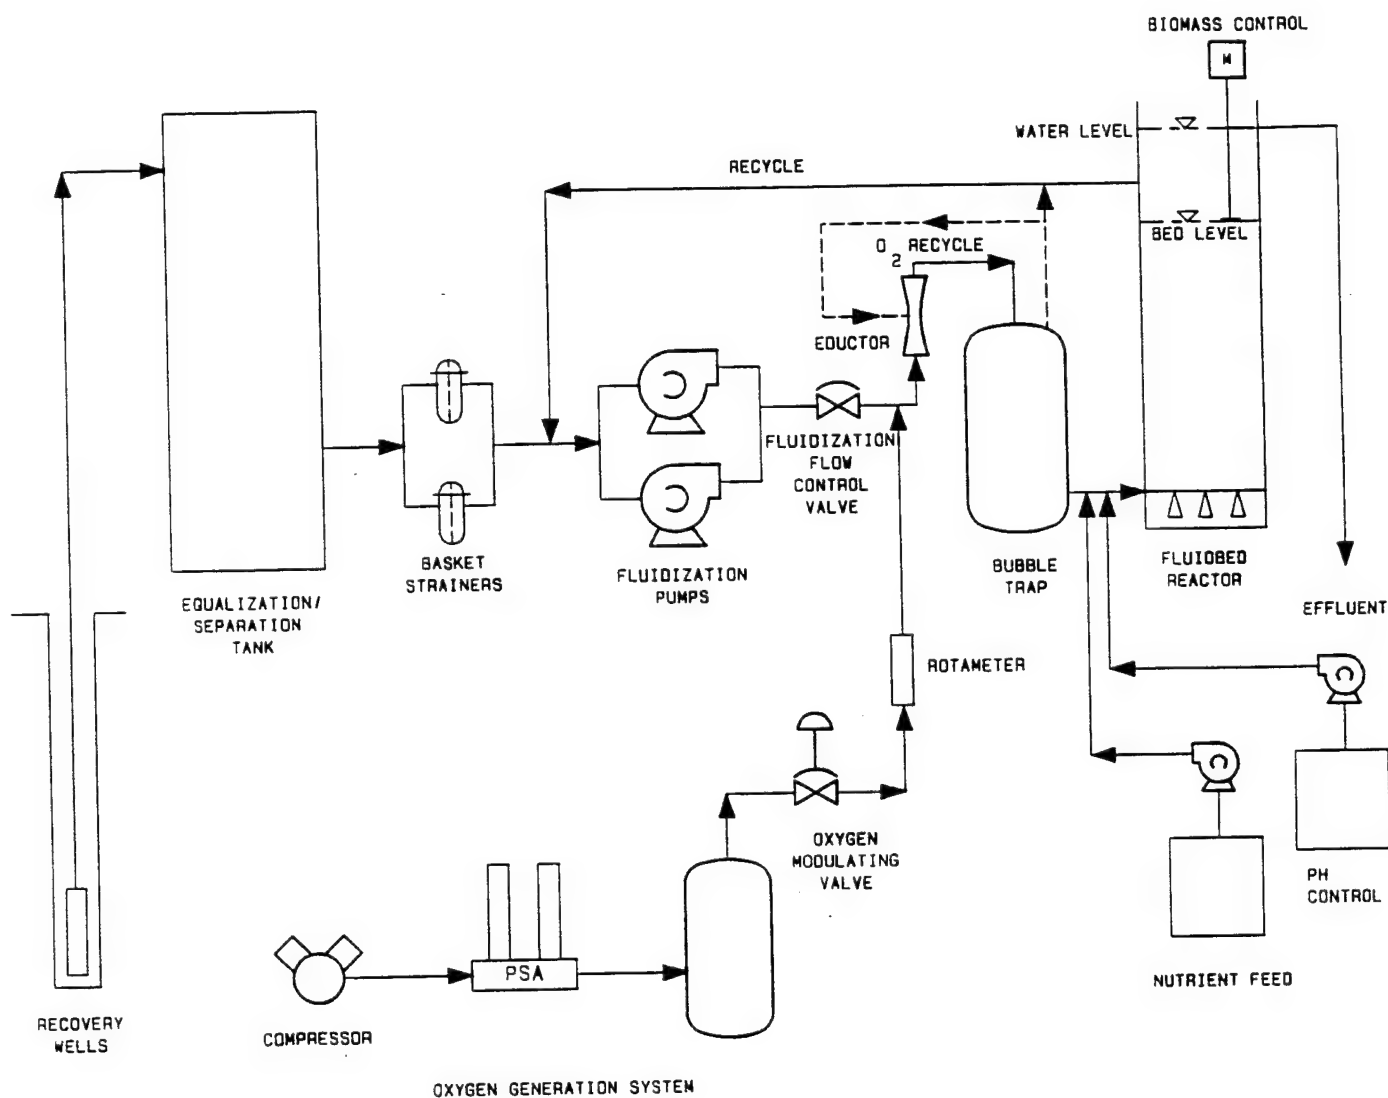 BIOMASS CONTROL
M
WATER LEVEL
RECYCLE
BED LEVEL
O2 RECYCLE
EDUCTOR
FLUIDIZATION
FLOW
CONTROL
VALVE
BASKET
STRAINERS
FLUIDIZATION
PUMPS
BUBBLE
TRAP
FLUIDBED
REACTOR
EFFLUENT
EQUALIZATION/
SEPARATION
TANK
ROTAMETER
OXYGEN
MODULATING
VALVE
PH
CONTROL
PSA
NUTRIENT FEED
RECOVERY
WELLS
COMPRESSOR
OXYGEN GENERATION SYSTEM